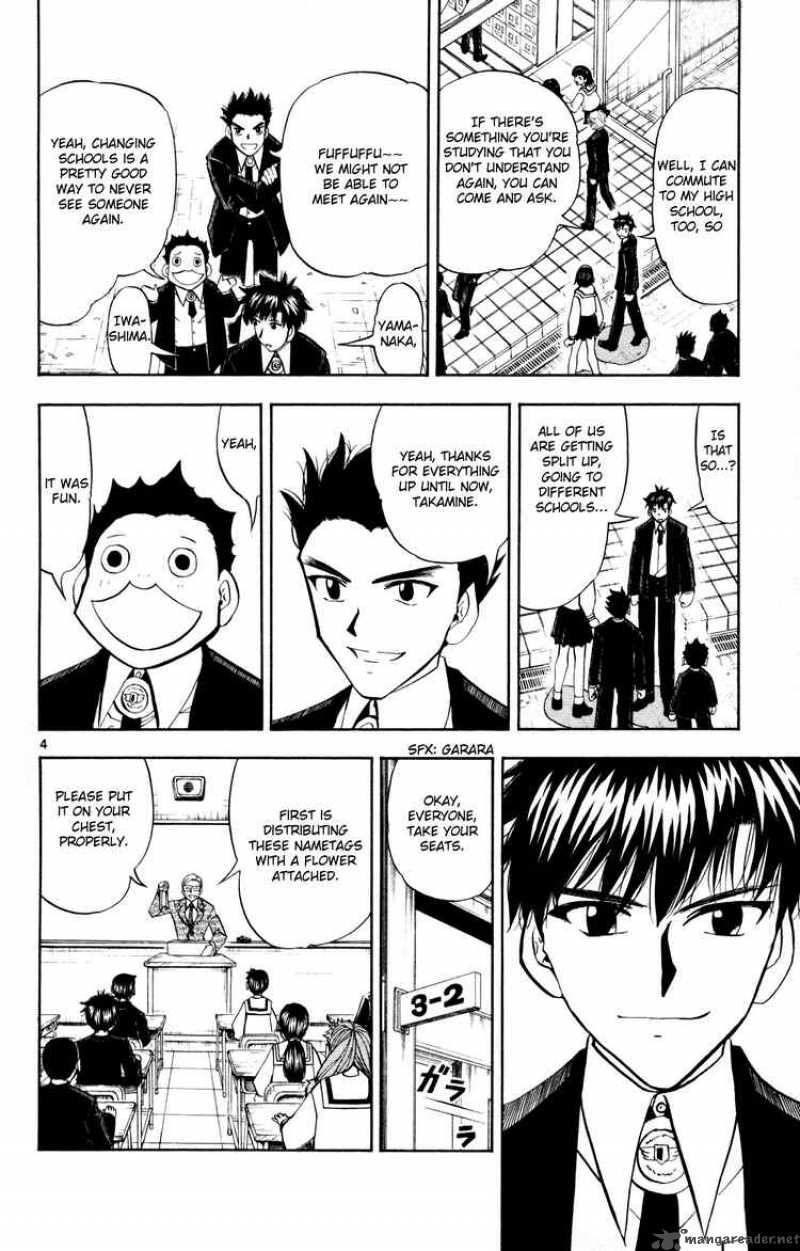 WELL, I CAN
COMMUTE
TO MY HIGH
SCHOOL,
TOO, SO
IF THERE'S
SOMETHING YOU'RE
STUDYING THAT YOU
DON'T UNDERSTAND
AGAIN, YOU CAN
COME AND ASK.
FUFFUFFU~~
WE MIGHT NOT
BE ABLE TO
MEET AGAIN~~
YEAH, CHANGING
SCHOOLS IS A
PRETTY GOOD
WAY TO NEVER
SEE SOMEONE
AGAIN.
YAMA-
NAKA,
IWA-
SHIMA.
IS
THAT
SO...?
ALL OF US
ARE GETTING
SPLIT UP,
GOING TO
DIFFERENT
SCHOOLS...
YEAH, THANKS
FOR EVERYTHING
UP UNTIL NOW,
TAKAMINE.
YEAH,
IT WAS
FUN.
4
SFX: GARARA
OKAY,
EVERYONE,
TAKE YOUR
SEATS.
3-2
ガラ
ラ
FIRST IS
DISTRIBUTING
THESE NAMETAGS
WITH A FLOWER
ATTACHED.
PLEASE PUT
IT ON YOUR
CHEST,
PROPERLY.
mangareader.net